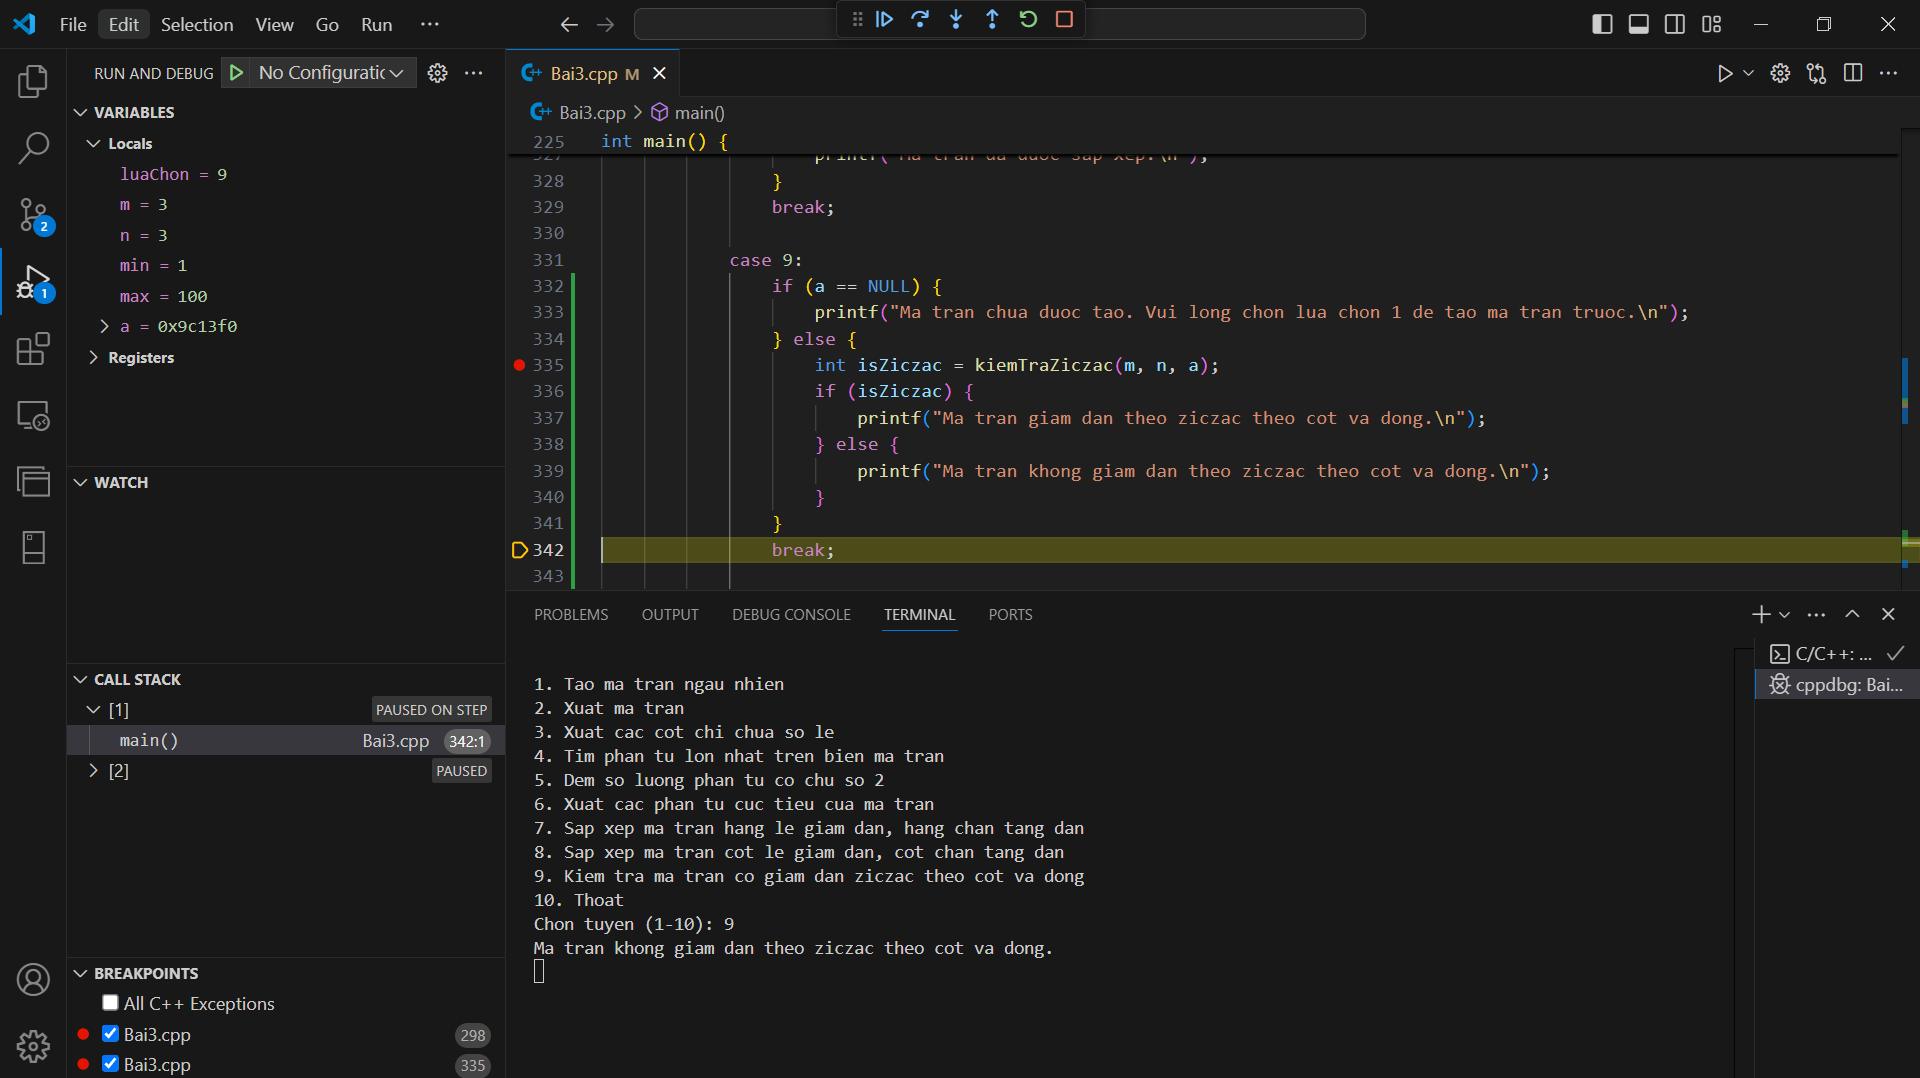 File Edit Selection View Go Run ···
RUN AND DEBUG No Configuratic
VARIABLES
Locals
luaChon = 9
m = 3
n = 3
min = 1
max = 100
a = 0x9c13f0
Registers
WATCH
CALL STACK
[1] PAUSED ON STEP
main() Bai3.cpp 342:1
[2] PAUSED
BREAKPOINTS
All C++ Exceptions
Bai3.cpp 298
Bai3.cpp 335
2
1
Bai3.cpp M
Bai3.cpp > main()
225 int main() {
327 printf("Ma tran da duoc sap xep.\n");
328 }
329 break;
330
331 case 9:
332 if (a == NULL) {
333 printf("Ma tran chua duoc tao. Vui long chon lua chon 1 de tao ma tran truoc.\n");
334 } else {
335 int isZiczac = kiemTraZiczac(m, n, a);
336 if (isZiczac) {
337 printf("Ma tran giam dan theo ziczac theo cot va dong.\n");
338 } else {
339 printf("Ma tran khong giam dan theo ziczac theo cot va dong.\n");
340 }
341 }
342 break;
343
PROBLEMS OUTPUT DEBUG CONSOLE TERMINAL PORTS
1. Tao ma tran ngau nhien
2. Xuat ma tran
3. Xuat cac cot chi chua so le
4. Tim phan tu lon nhat tren bien ma tran
5. Dem so luong phan tu co chu so 2
6. Xuat cac phan tu cuc tieu cua ma tran
7. Sap xep ma tran hang le giam dan, hang chan tang dan
8. Sap xep ma tran cot le giam dan, cot chan tang dan
9. Kiem tra ma tran co giam dan ziczac theo cot va dong
10. Thoat
Chon tuyen (1-10): 9
Ma tran khong giam dan theo ziczac theo cot va dong.
C/C++: ...
cppdbg: Bai...